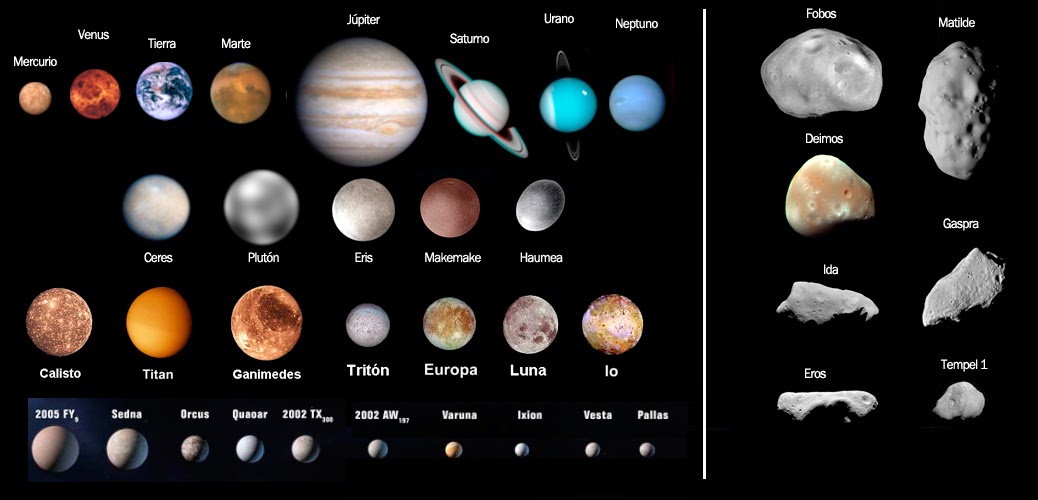 Mercurio
Venus
Tierra
Marte
Júpiter
Saturno
Urano
Neptuno
Ceres
Plutón
Eris
Makemake
Haumea
Calisto
Titan
Ganimedes
Tritón
Europa
Luna
Io
2005 FY9
Sedna
Orcus
Quaoar
2002 TX300
2002 AW197
Varuna
Ixion
Vesta
Pallas
Fobos
Matilde
Deimos
Gaspra
Ida
Eros
Tempel 1